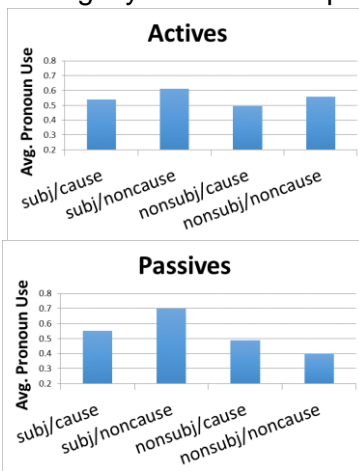 Actives
Avg. Pronoun Use
0.8
0.7
0.6
0.5
0.4
0.3
0.2
subj/cause
subj/noncause
nonsubj/cause
nonsubj/noncause
Passives
Avg. Pronoun Use
0.8
0.7
0.6
0.5
0.4
0.3
0.2
subj/cause
subj/noncause
nonsubj/cause
nonsubj/noncause